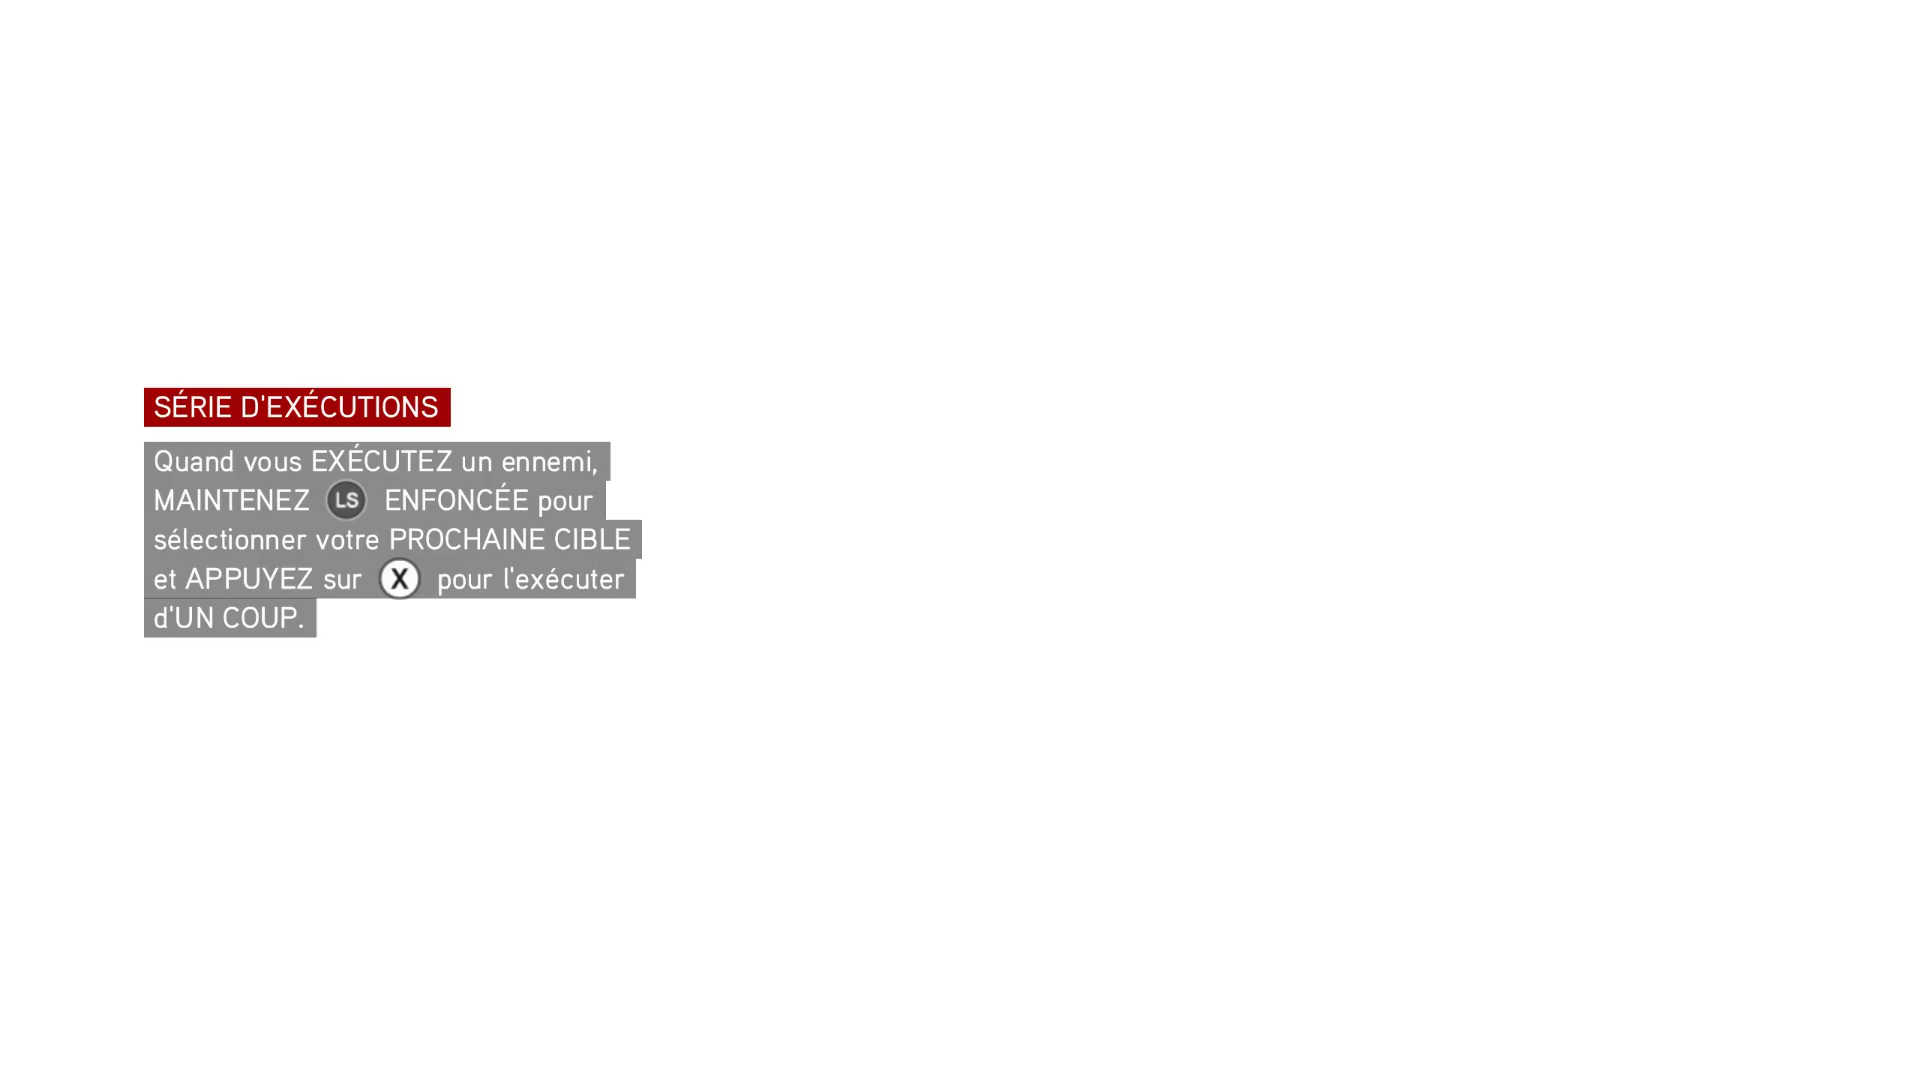 SÉRIE D'EXÉCUTIONS
Quand vous EXÉCUTEZ un ennemi,
MAINTENEZ LS ENFONCÉE pour
sélectionner votre PROCHAINE CIBLE
et APPUYEZ sur X pour l'exécuter
d'UN COUP.